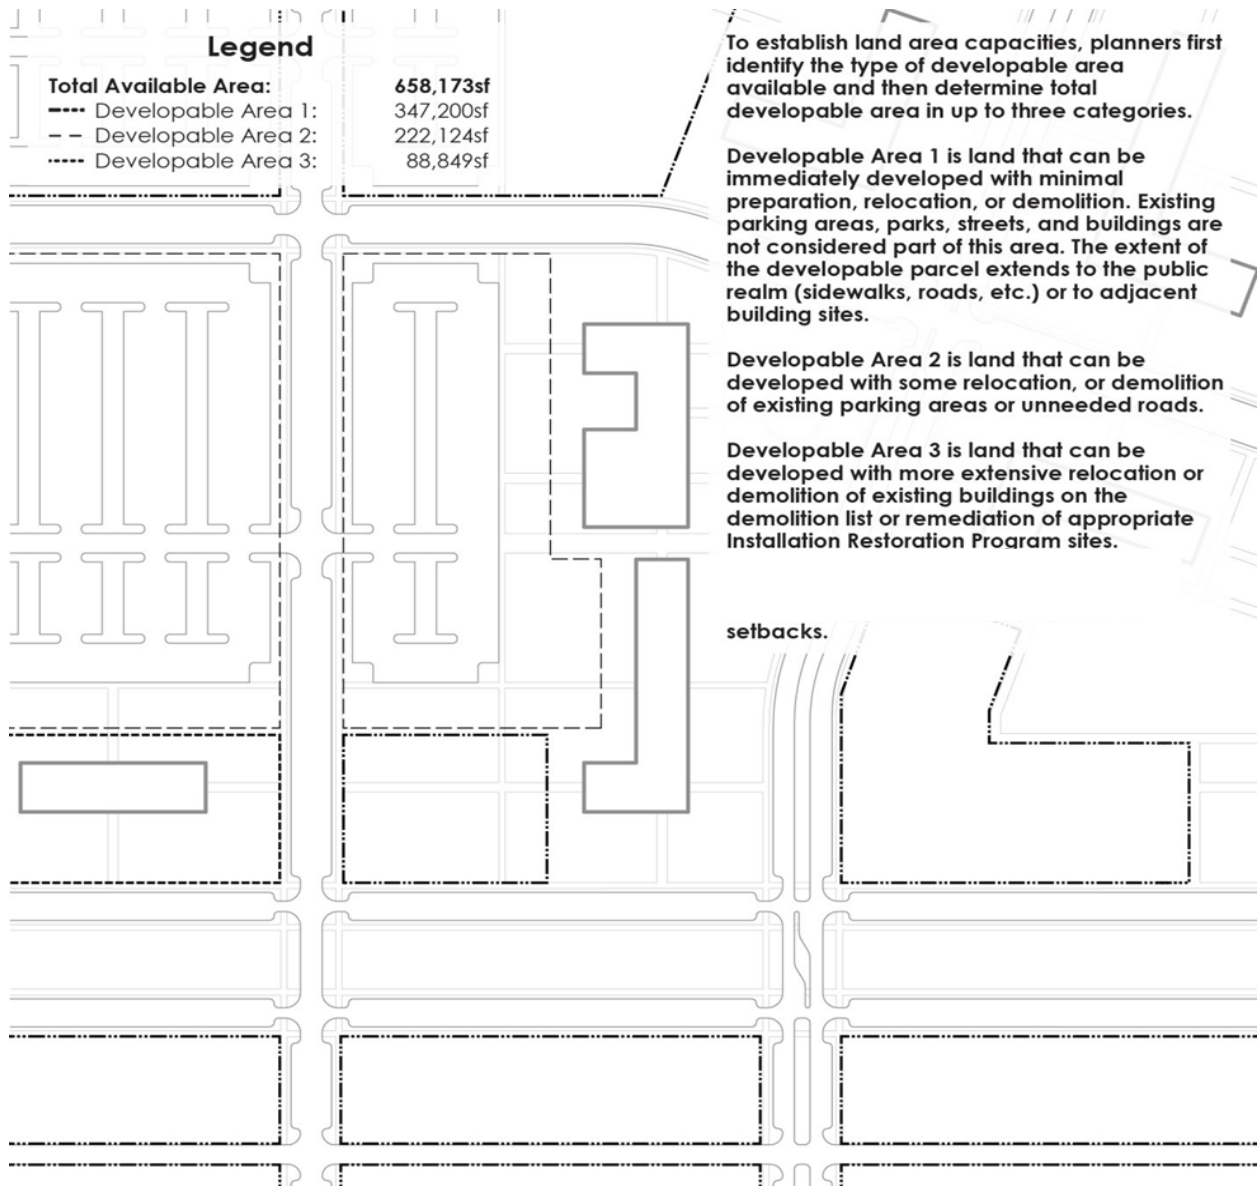 Legend
Total Available Area: 658,173sf
Developable Area 1: 347,200sf
Developable Area 2: 222,124sf
Developable Area 3: 88,849sf
To establish land area capacities, planners first
identify the type of developable area
available and then determine total
developable area in up to three categories.
Developable Area 1 is land that can be
immediately developed with minimal
preparation, relocation, or demolition. Existing
parking areas, parks, streets, and buildings are
not considered part of this area. The extent of
the developable parcel extends to the public
realm (sidewalks, roads, etc.) or to adjacent
building sites.
Developable Area 2 is land that can be
developed with some relocation, or demolition
of existing parking areas or unneeded roads.
Developable Area 3 is land that can be
developed with more extensive relocation or
demolition of existing buildings on the
demolition list or remediation of appropriate
Installation Restoration Program sites.
setbacks.